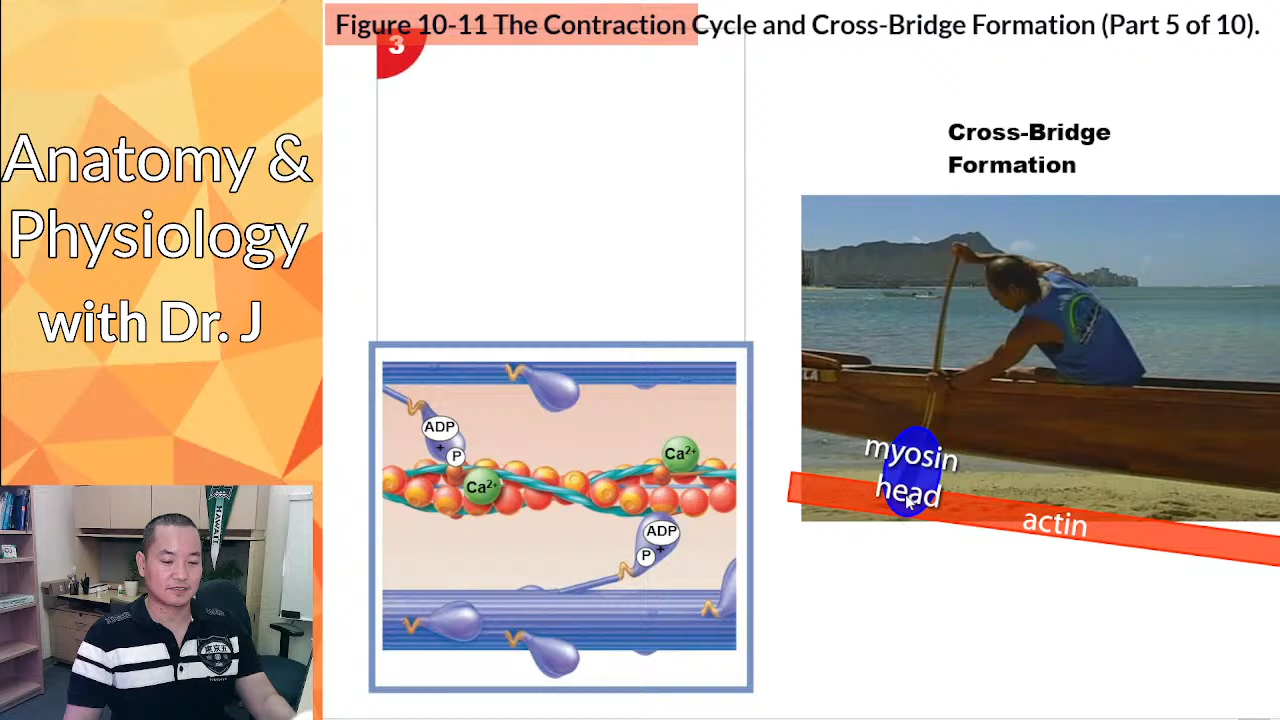 Figure 10-11 The Contraction Cycle and Cross-Bridge Formation (Part 5 of 10).
3
Anatomy &
Physiology
with Dr. J
Cross-Bridge
Formation
ADP
+
P
Ca2+
Ca2+
ADP
P +
myosin
head
actin
HAWAII